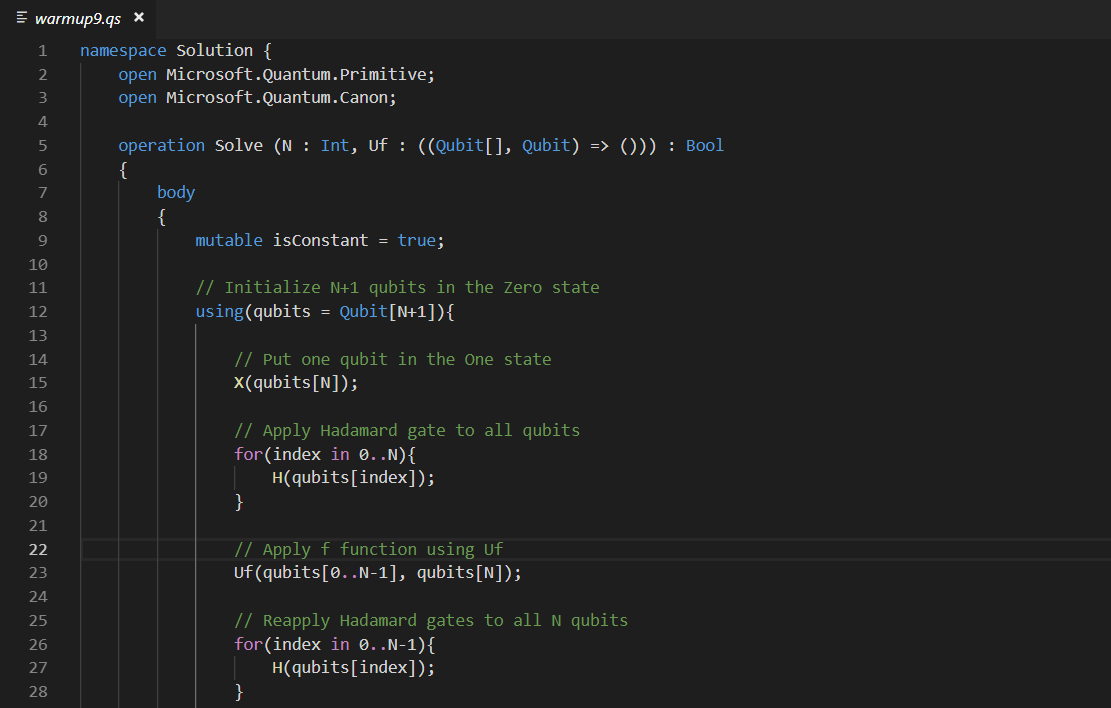 warmup9.qs ×
1 namespace Solution {
2 open Microsoft.Quantum.Primitive;
3 open Microsoft.Quantum.Canon;
4
5 operation Solve (N : Int, Uf : ((Qubit[], Qubit) => ())) : Bool
6 {
7 body
8 {
9 mutable isConstant = true;
10
11 // Initialize N+1 qubits in the Zero state
12 using(qubits = Qubit[N+1]){
13
14 // Put one qubit in the One state
15 X(qubits[N]);
16
17 // Apply Hadamard gate to all qubits
18 for(index in 0..N){
19 H(qubits[index]);
20 }
21
22 // Apply f function using Uf
23 Uf(qubits[0..N-1], qubits[N]);
24
25 // Reapply Hadamard gates to all N qubits
26 for(index in 0..N-1){
27 H(qubits[index]);
28 }